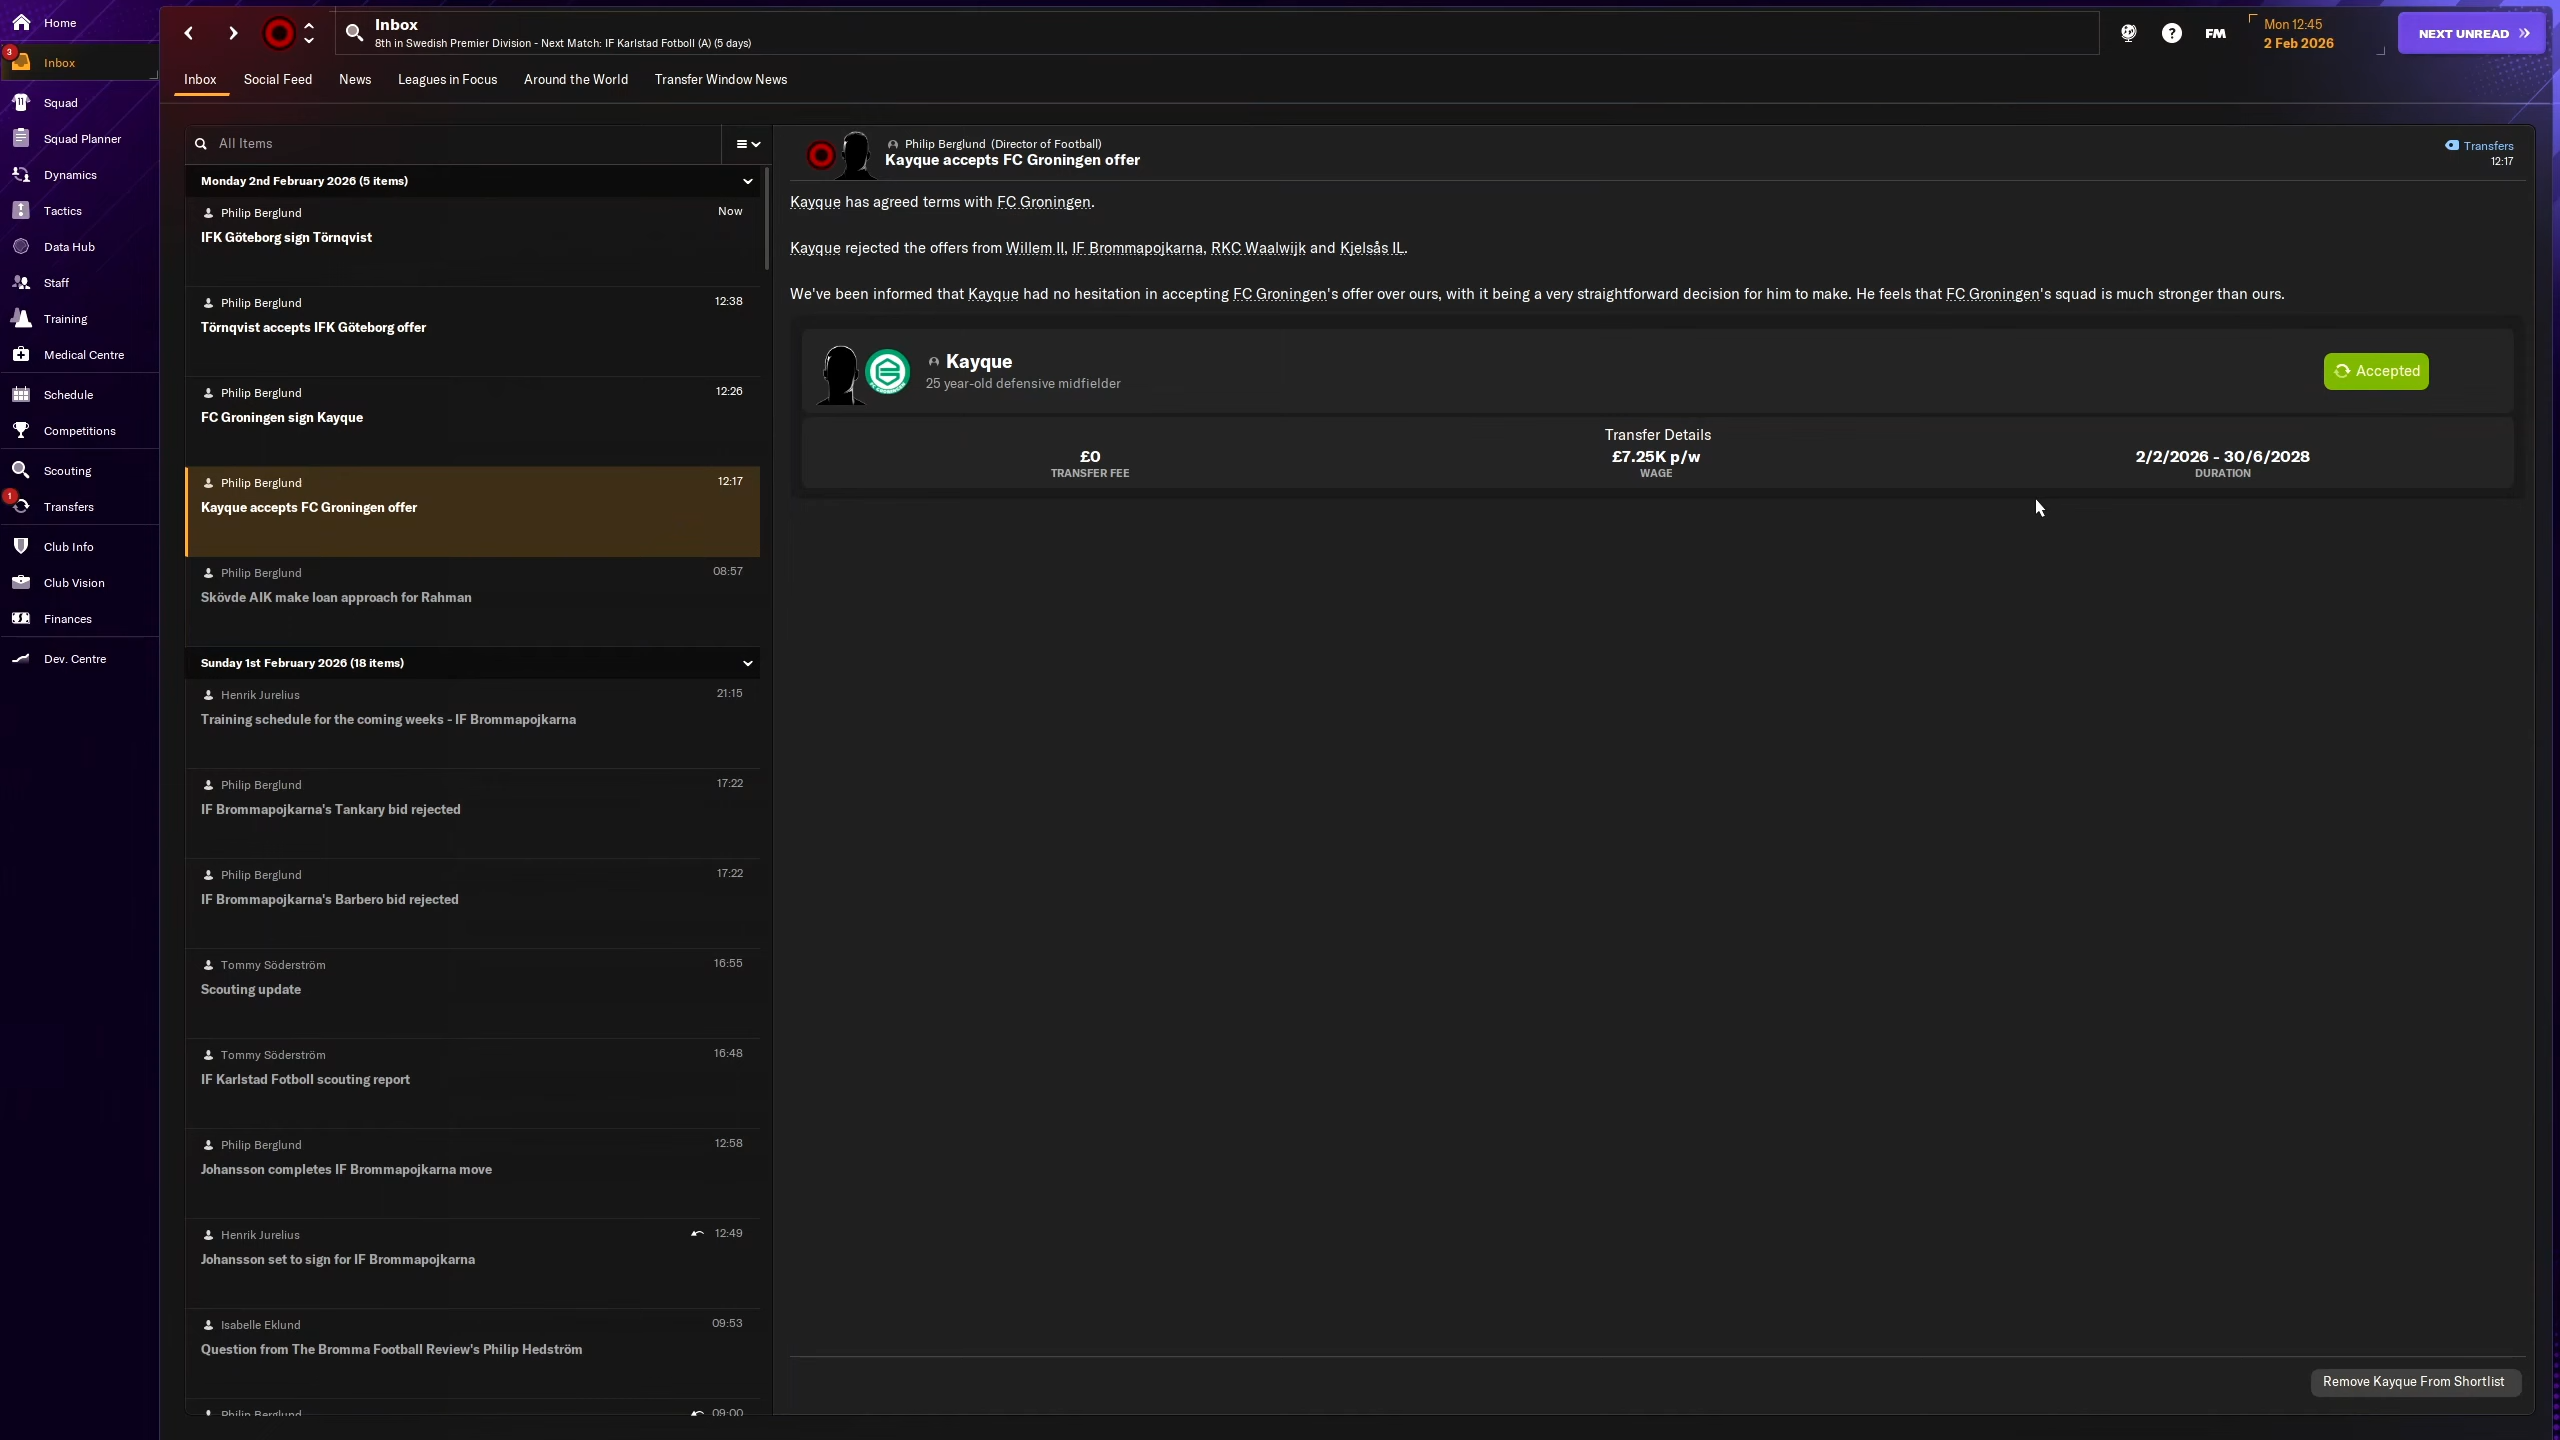 Home
3
Inbox
Squad
Squad Planner
Dynamics
Tactics
Data Hub
Staff
Training
Medical Centre
Schedule
Competitions
Scouting
1
Transfers
Club Info
Club Vision
Finances
Dev. Centre
Inbox
8th in Swedish Premier Division - Next Match: IF Karlstad Fotboll (A) (5 days)
?
FM
Mon 12:45
2 Feb 2026
NEXT UNREAD
Inbox Social Feed News Leagues in Focus Around the World Transfer Window News
All Items
Monday 2nd February 2026 (5 items)
Philip Berglund Now
IFK Göteborg sign Törnqvist
Philip Berglund 12:38
Törnqvist accepts IFK Göteborg offer
Philip Berglund 12:26
FC Groningen sign Kayque
Philip Berglund 12:17
Kayque accepts FC Groningen offer
Philip Berglund 08:57
Skövde AIK make loan approach for Rahman
Sunday 1st February 2026 (18 items)
Henrik Jurelius 21:15
Training schedule for the coming weeks - IF Brommapojkarna
Philip Berglund 17:22
IF Brommapojkarna's Tankary bid rejected
Philip Berglund 17:22
IF Brommapojkarna's Barbero bid rejected
Tommy Söderström 16:55
Scouting update
Tommy Söderström 16:48
IF Karlstad Fotboll scouting report
Philip Berglund 12:58
Johansson completes IF Brommapojkarna move
Henrik Jurelius 12:49
Johansson set to sign for IF Brommapojkarna
Isabelle Eklund 09:53
Question from The Bromma Football Review's Philip Hedström
Philip Berglund 09:00
Philip Berglund (Director of Football)
Kayque accepts FC Groningen offer
Transfers
12:17
Kayque has agreed terms with FC Groningen.
Kayque rejected the offers from Willem II, IF Brommapojkarna, RKC Waalwijk and Kjelsås IL.
We've been informed that Kayque had no hesitation in accepting FC Groningen's offer over ours, with it being a very straightforward decision for him to make. He feels that FC Groningen's squad is much stronger than ours.
Kayque
25 year-old defensive midfielder
Accepted
Transfer Details
£0 £7.25K p/w 2/2/2026 - 30/6/2028
TRANSFER FEE WAGE DURATION
Remove Kayque From Shortlist